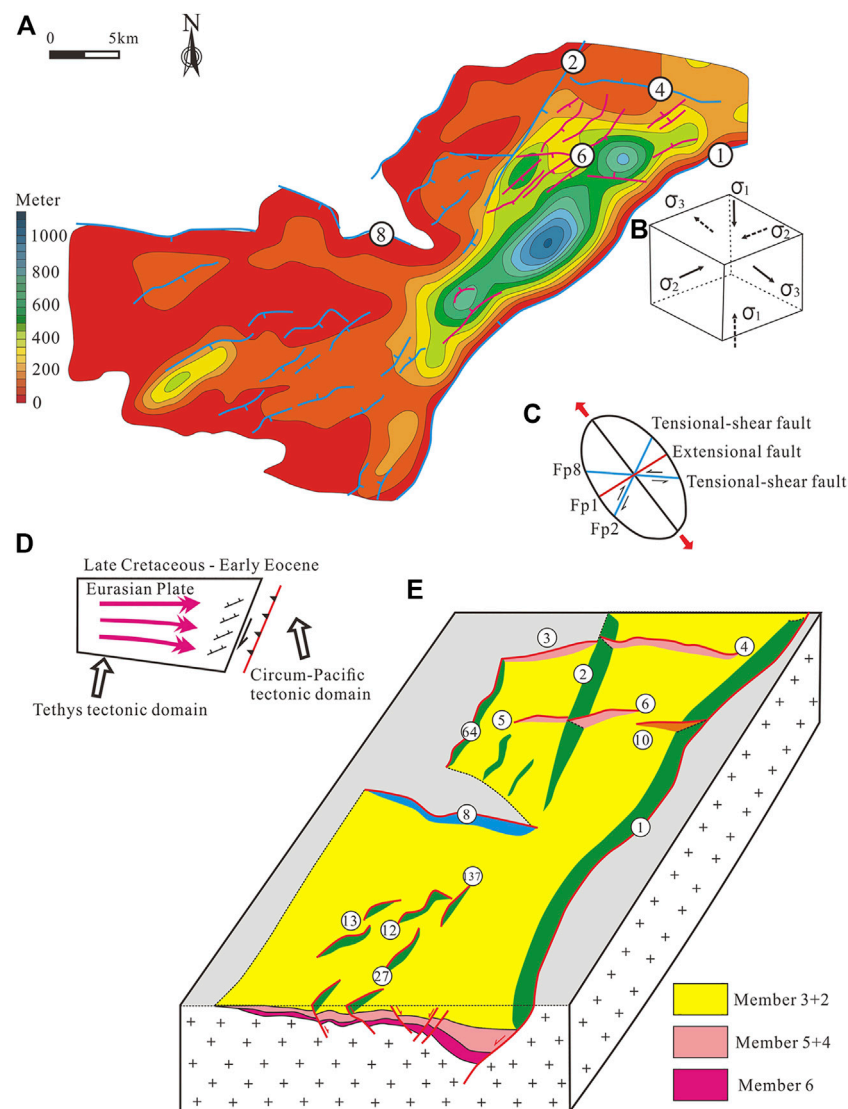 A
N
0 5km
2
4
6
1
8
Meter
1000
800
600
400
200
0
B
σ1
σ3
σ2
σ2
σ3
σ1
C
Tensional-shear fault
Extensional fault
Fp8
Tensional-shear fault
Fp1
Fp2
D
Late Cretaceous - Early Eocene
Eurasian Plate
Circum-Pacific
tectonic domain
Tethys tectonic domain
E
3
4
2
6
5
64
10
8
1
137
13
12
27
Member 3+2
Member 5+4
Member 6